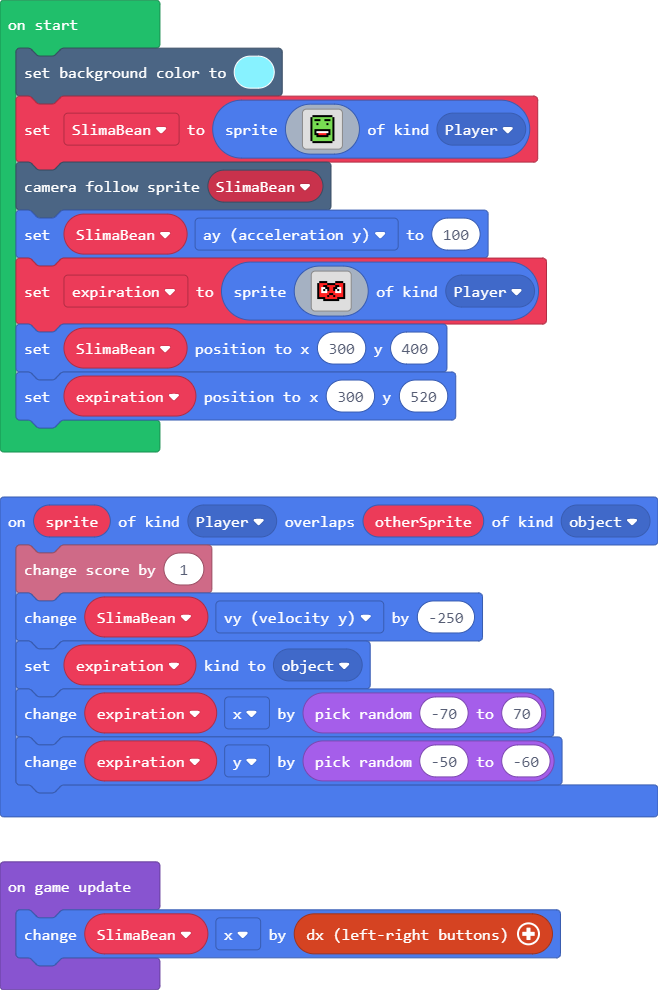 on start
set background color to
set SlimaBean to sprite of kind Player
camera follow sprite SlimaBean
set SlimaBean ay (acceleration y) to 100
set expiration to sprite of kind Player
set SlimaBean position to x 300 y 400
set expiration position to x 300 y 520
on sprite of kind Player overlaps otherSprite of kind object
change score by 1
change SlimaBean vy (velocity y) by -250
set expiration kind to object
change expiration x by pick random -70 to 70
change expiration y by pick random -50 to -60
on game update
change SlimaBean x by dx (left-right buttons)